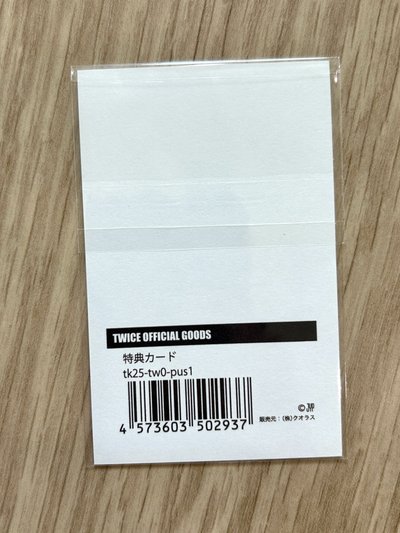 TWICE OFFICIAL GOODS
特典カード
tk25-tw0-pus1
4 573603 502937
©
販売元：(株)クオラス